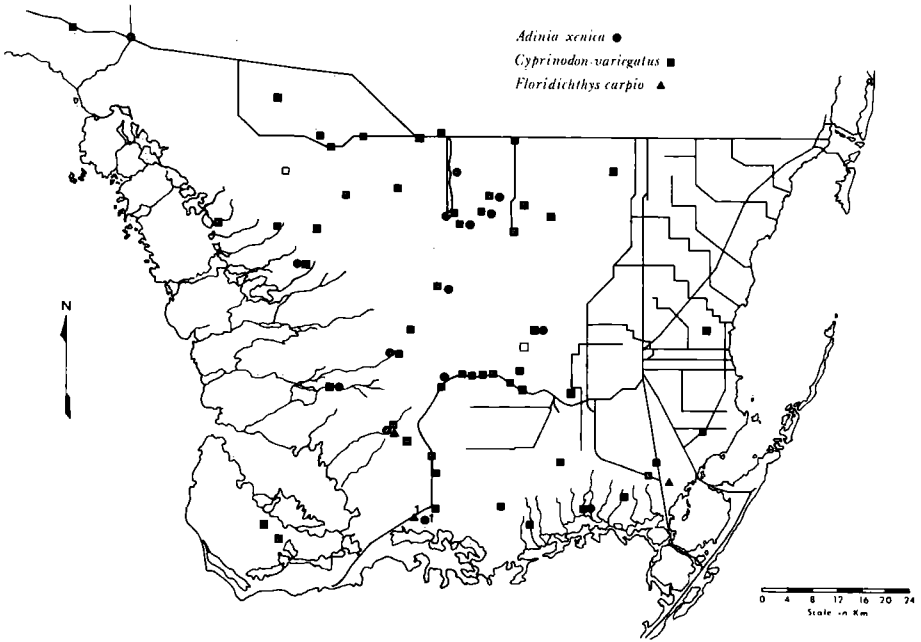 Adinia xenica ●
Cyprinodon variegatus ■
Floridichthys carpio ▲
N
0 4 8 12 16 20 24
Scale in Km